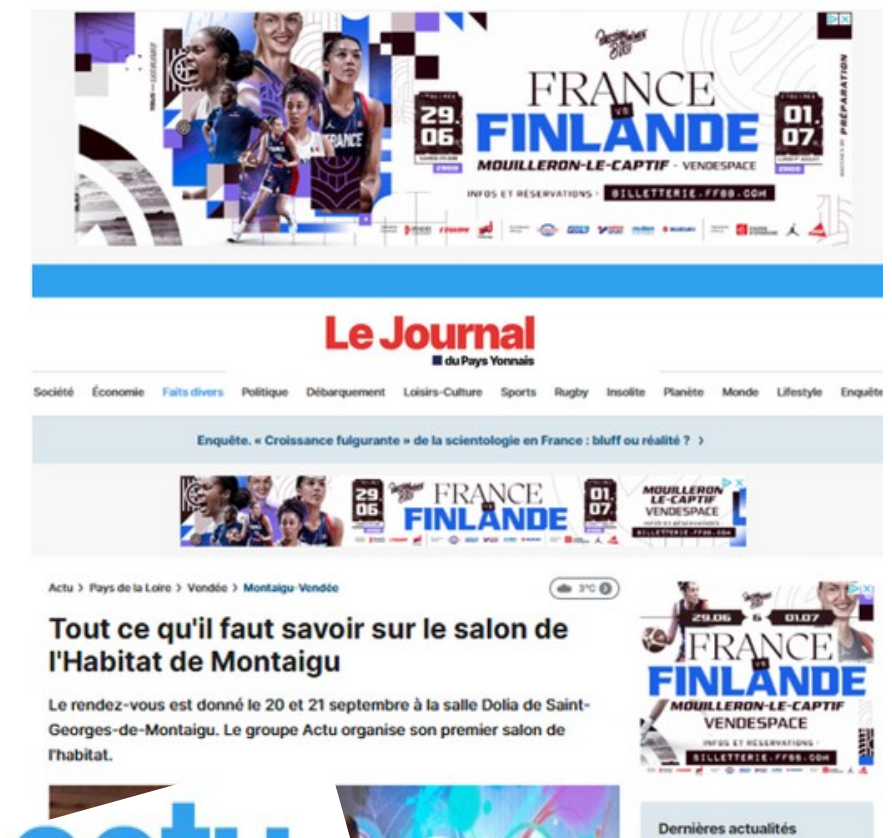 FRANCE
VS
FINLANDE
29.
06
01.
07
MOUILLERON-LE-CAPTIF - VENDESPACE
INFOS ET RÉSERVATIONS : BILLETTERIE.FFBB.COM
PRÉPARATION
Le Journal
du Pays Yonnais
Société Économie Faits divers Politique Débarquement Loisirs-Culture Sports Rugby Insolite Planète Monde Lifestyle Enquête
Enquête. « Croissance fulgurante » de la scientologie en France : bluff ou réalité ? >
29.
06
FRANCE
FINLANDE
01.
07
MOUILLERON
LE-CAPTIF
VENDESPACE
BILLETTERIE.FFBB.COM
Actu > Pays de la Loire > Vendée > Montaigu-Vendée
3°C
Tout ce qu'il faut savoir sur le salon de
l'Habitat de Montaigu
Le rendez-vous est donné le 20 et 21 septembre à la salle Dolia de Saint-
Georges-de-Montaigu. Le groupe Actu organise son premier salon de
l'habitat.
29.06 & 01.07
FRANCE
VS
FINLANDE
MOUILLERON-LE-CAPTIF
VENDESPACE
INFOS ET RÉSERVATIONS :
BILLETTERIE.FFBB.COM
actu
Dernières actualités